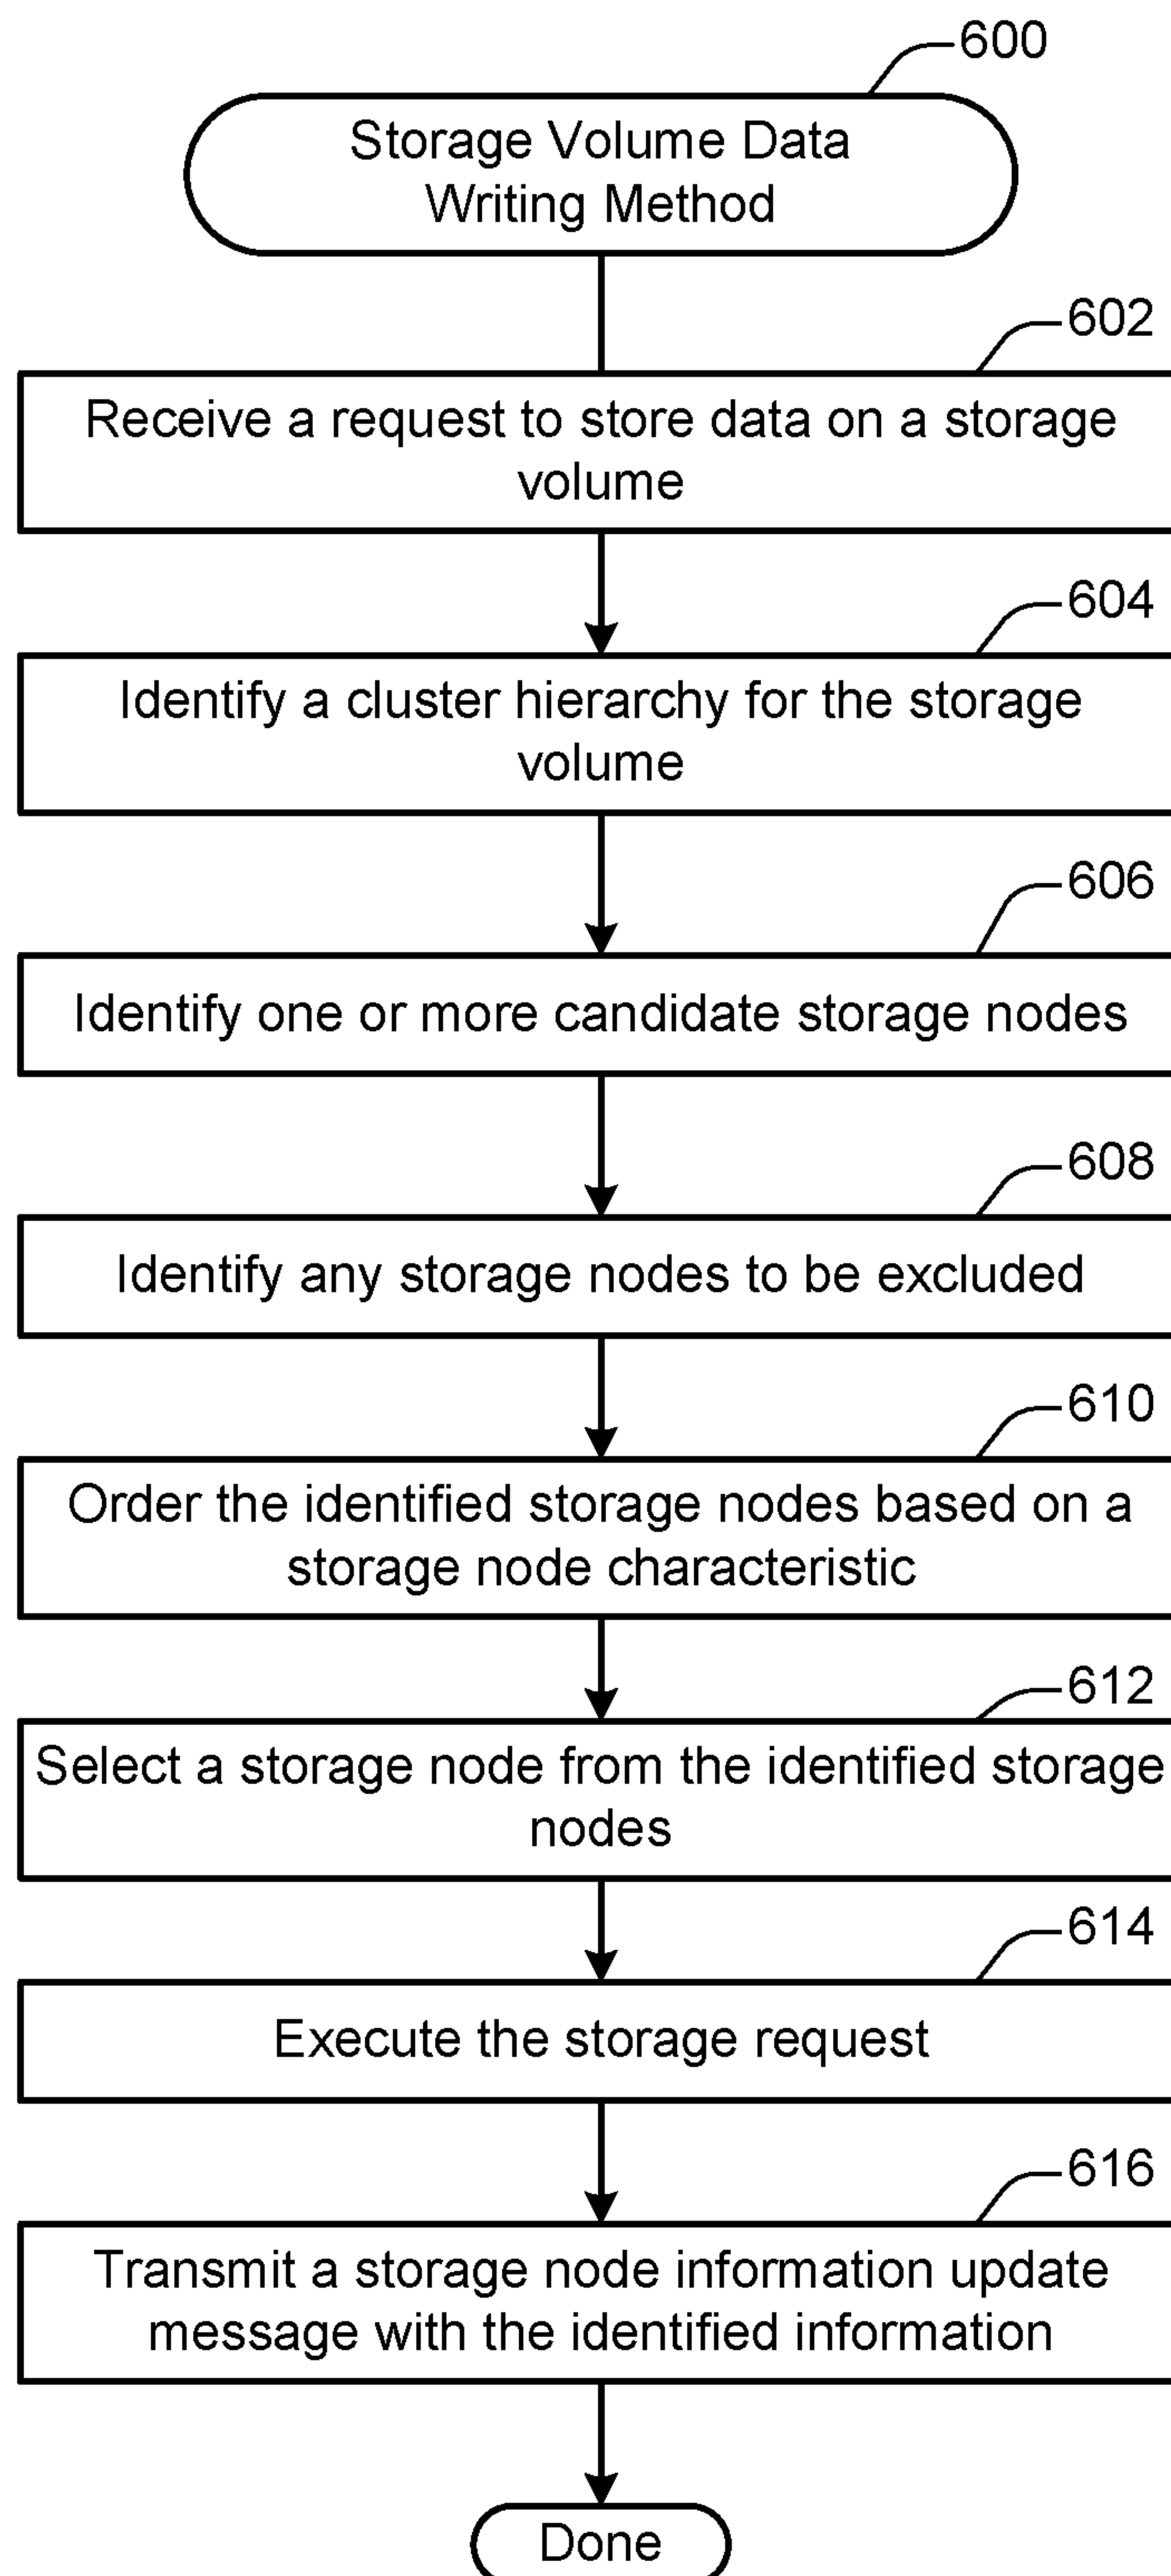 600
Storage Volume Data
Writing Method
602
Receive a request to store data on a storage
volume
604
Identify a cluster hierarchy for the storage
volume
606
Identify one or more candidate storage nodes
608
Identify any storage nodes to be excluded
610
Order the identified storage nodes based on a
storage node characteristic
612
Select a storage node from the identified storage
nodes
614
Execute the storage request
616
Transmit a storage node information update
message with the identified information
Done